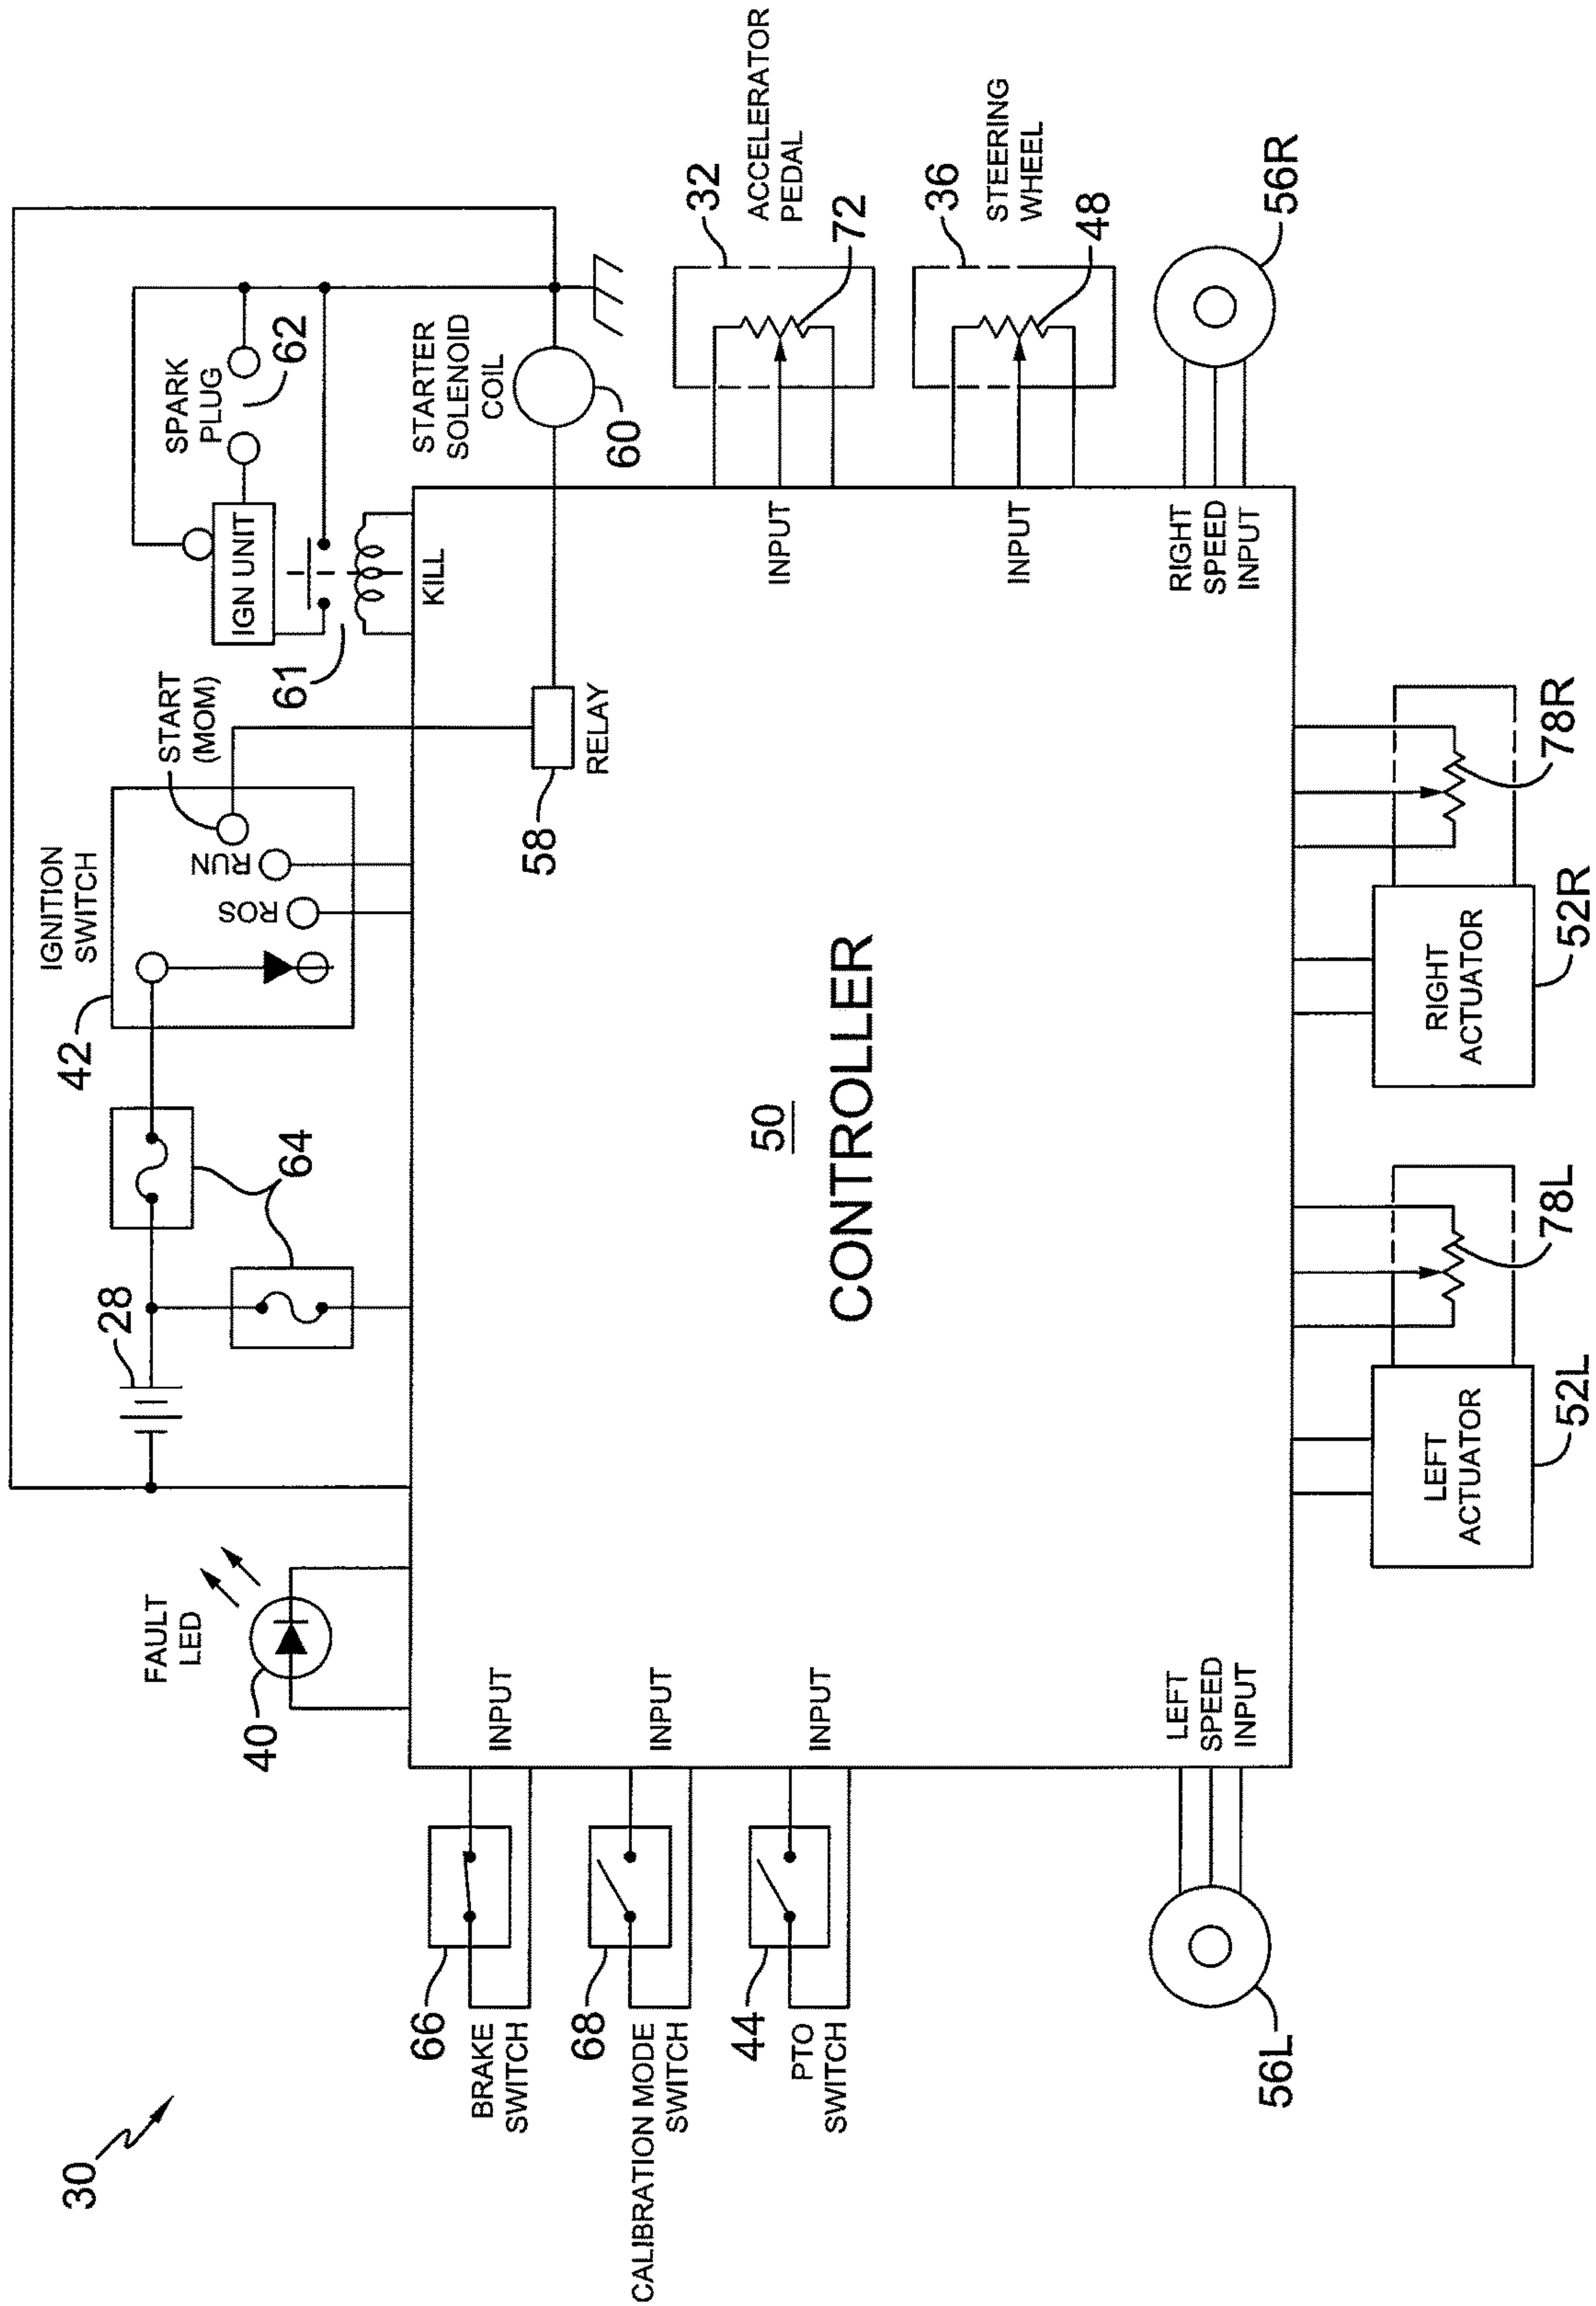 30
FAULT
LED
40
28
64
42
IGNITION
SWITCH
ROS
RUN
START
(MOM)
61
IGN UNIT
SPARK
PLUG
62
KILL
STARTER
SOLENOID
COIL
60
58
RELAY
66
BRAKE
SWITCH
INPUT
68
CALIBRATION MODE
SWITCH
INPUT
44
PTO
SWITCH
INPUT
50
CONTROLLER
32
ACCELERATOR
PEDAL
72
INPUT
36
STEERING
WHEEL
48
INPUT
LEFT
SPEED
INPUT
56L
RIGHT
SPEED
INPUT
56R
LEFT
ACTUATOR
52L
78L
RIGHT
ACTUATOR
52R
78R